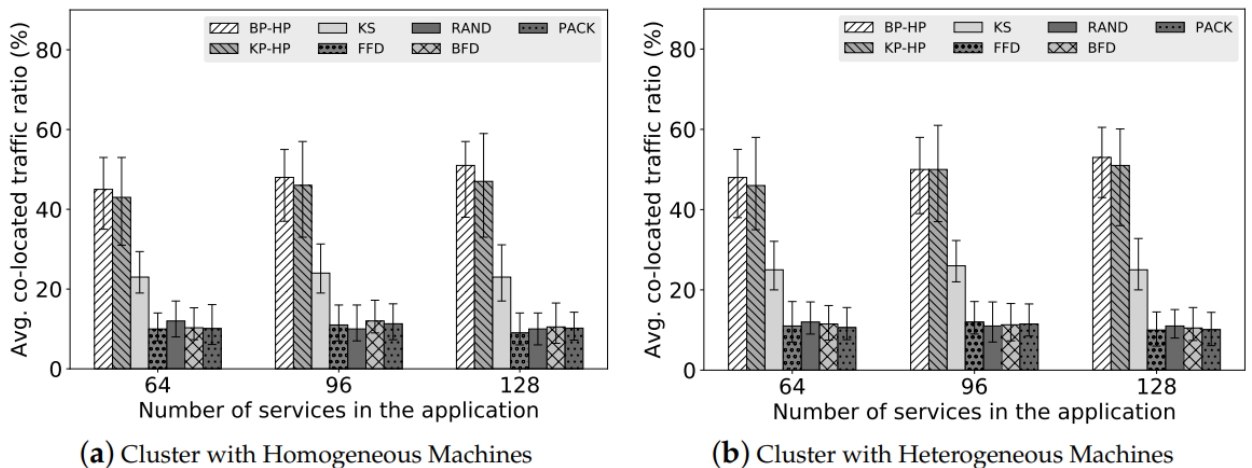 Avg. co-located traffic ratio (%)
80
60
40
20
0
BP-HP KS RAND PACK
KP-HP FFD BFD
64 96 128
Number of services in the application
(a) Cluster with Homogeneous Machines
Avg. co-located traffic ratio (%)
80
60
40
20
0
BP-HP KS RAND PACK
KP-HP FFD BFD
64 96 128
Number of services in the application
(b) Cluster with Heterogeneous Machines